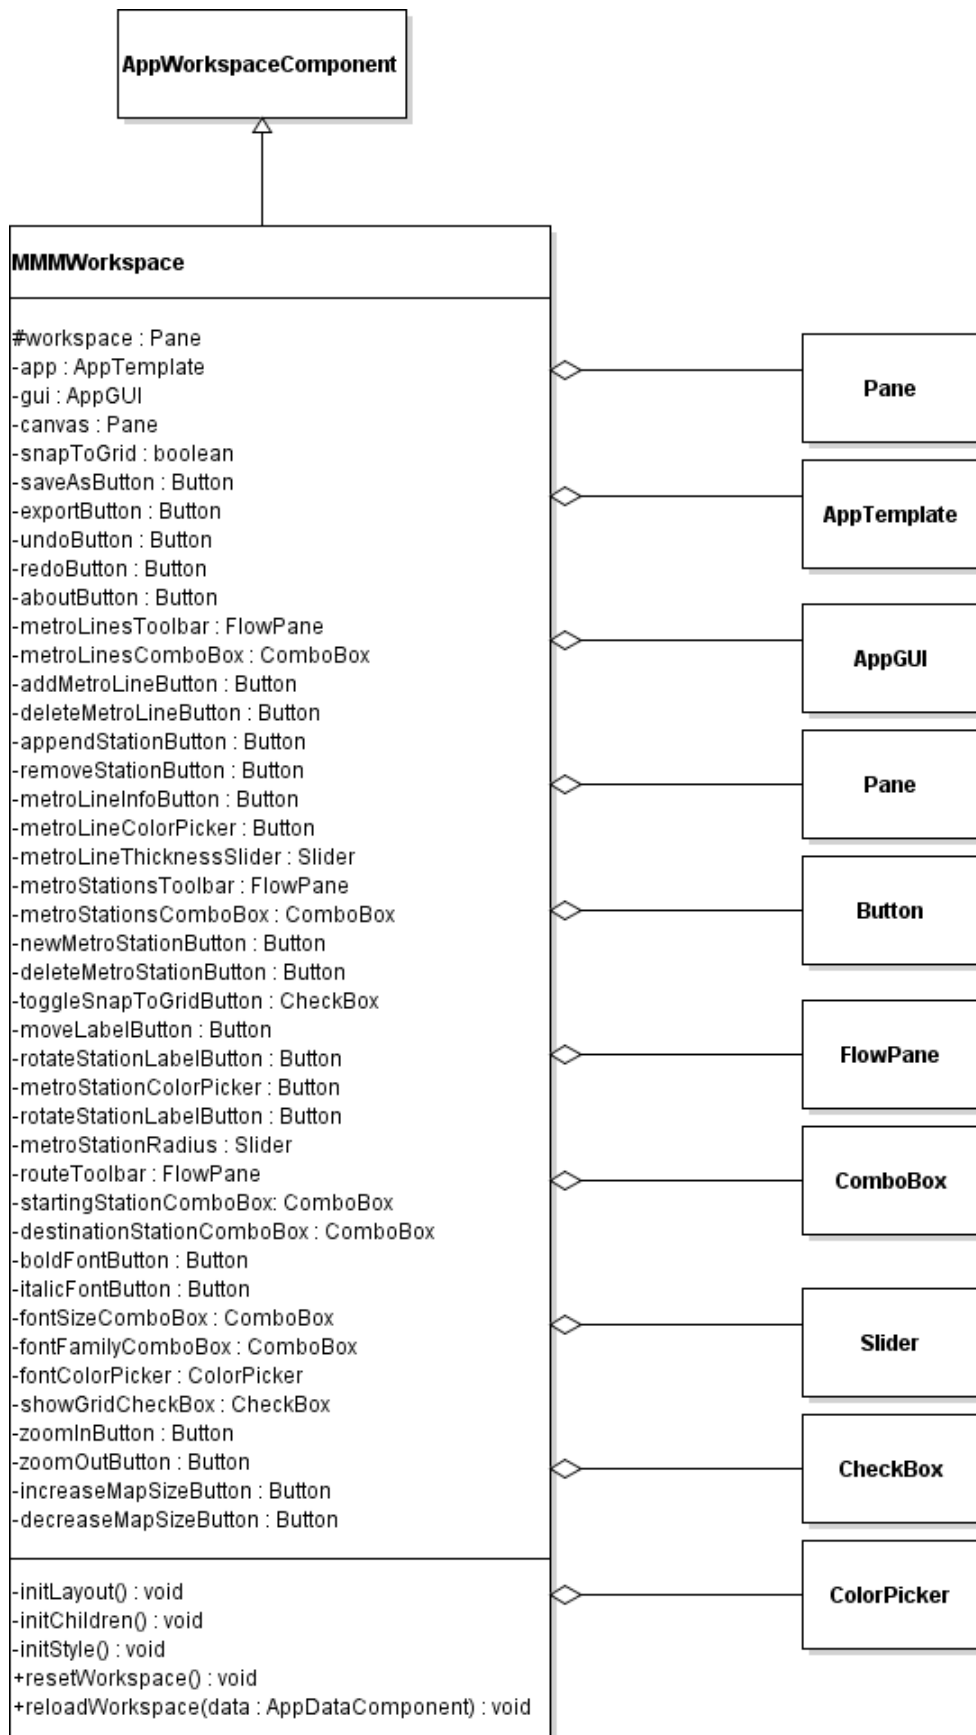 AppWorkspaceComponent
MMMWorkspace
#workspace : Pane
-app : AppTemplate
-gui : AppGUI
-canvas : Pane
-snapToGrid : boolean
-saveAsButton : Button
-exportButton : Button
-undoButton : Button
-redoButton : Button
-aboutButton : Button
-metroLinesToolbar : FlowPane
-metroLinesComboBox : ComboBox
-addMetroLineButton : Button
-deleteMetroLineButton : Button
-appendStationButton : Button
-removeStationButton : Button
-metroLineInfoButton : Button
-metroLineColorPicker : Button
-metroLineThicknessSlider : Slider
-metroStationsToolbar : FlowPane
-metroStationsComboBox : ComboBox
-newMetroStationButton : Button
-deleteMetroStationButton : Button
-toggleSnapToGridButton : CheckBox
-moveLabelButton : Button
-rotateStationLabelButton : Button
-metroStationColorPicker : Button
-rotateStationLabelButton : Button
-metroStationRadius : Slider
-routeToolbar : FlowPane
-startingStationComboBox: ComboBox
-destinationStationComboBox : ComboBox
-boldFontButton : Button
-italicFontButton : Button
-fontSizeComboBox : ComboBox
-fontFamilyComboBox : ComboBox
-fontColorPicker : ColorPicker
-showGridCheckBox : CheckBox
-zoomInButton : Button
-zoomOutButton : Button
-increaseMapSizeButton : Button
-decreaseMapSizeButton : Button
-initLayout() : void
-initChildren() : void
-initStyle() : void
+resetWorkspace() : void
+reloadWorkspace(data : AppDataComponent) : void
Pane
AppTemplate
AppGUI
Pane
Button
FlowPane
ComboBox
Slider
CheckBox
ColorPicker